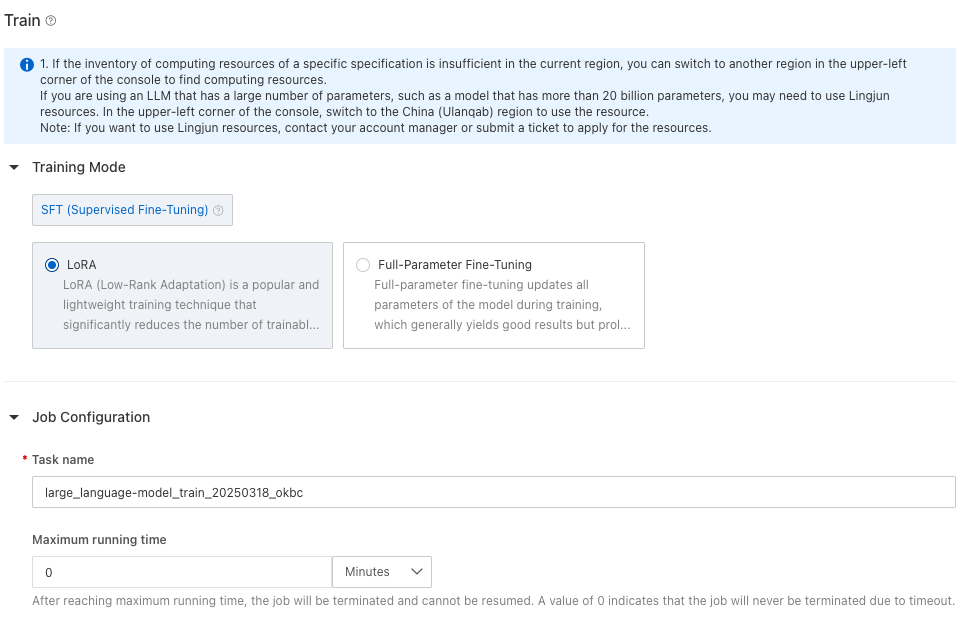 Train
1. If the inventory of computing resources of a specific specification is insufficient in the current region, you can switch to another region in the upper-left
corner of the console to find computing resources.
If you are using an LLM that has a large number of parameters, such as a model that has more than 20 billion parameters, you may need to use Lingjun
resources. In the upper-left corner of the console, switch to the China (Ulanqab) region to use the resource.
Note: If you want to use Lingjun resources, contact your account manager or submit a ticket to apply for the resources.
Training Mode
SFT (Supervised Fine-Tuning)
LoRA
LoRA (Low-Rank Adaptation) is a popular and
lightweight training technique that
significantly reduces the number of trainabl...
Full-Parameter Fine-Tuning
Full-parameter fine-tuning updates all
parameters of the model during training,
which generally yields good results but prol...
Job Configuration
* Task name
large_language-model_train_20250318_okbc
Maximum running time
0
Minutes
After reaching maximum running time, the job will be terminated and cannot be resumed. A value of 0 indicates that the job will never be terminated due to timeout.